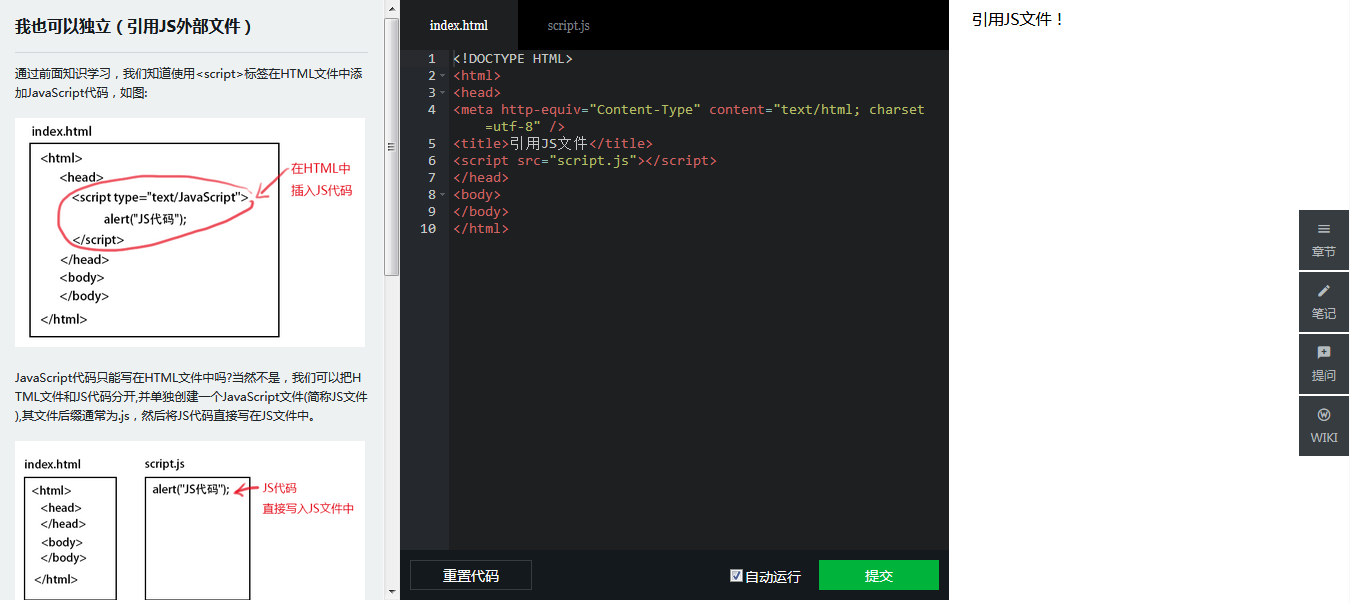 我也可以独立（引用JS外部文件）
通过前面知识学习，我们知道使用<script>标签在HTML文件中添
加JavaScript代码，如图:
index.html
<html>
<head>
<script type="text/JavaScript">
alert("JS代码");
</script>
</head>
<body>
</body>
</html>
在HTML中
插入JS代码
JavaScript代码只能写在HTML文件中吗?当然不是，我们可以把H
TML文件和JS代码分开,并单独创建一个JavaScript文件(简称JS文件
),其文件后缀通常为.js，然后将JS代码直接写在JS文件中。
index.html
<html>
<head>
</head>
<body>
</body>
</html>
script.js
alert("JS代码");
JS代码
直接写入JS文件中
index.html
script.js
1 <!DOCTYPE HTML>
2 <html>
3 <head>
4 <meta http-equiv="Content-Type" content="text/html; charset
=utf-8" />
5 <title>引用JS文件</title>
6 <script src="script.js"></script>
7 </head>
8 <body>
9 </body>
10 </html>
重置代码
自动运行
提交
引用JS文件！
章节
笔记
提问
WIKI